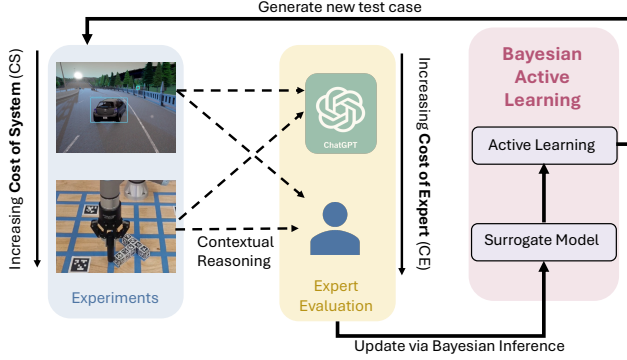 Generate new test case
Increasing Cost of System (CS)
Experiments
Contextual
Reasoning
ChatGPT
Expert
Evaluation
Increasing Cost of Expert (CE)
Bayesian
Active
Learning
Active Learning
Surrogate Model
Update via Bayesian Inference